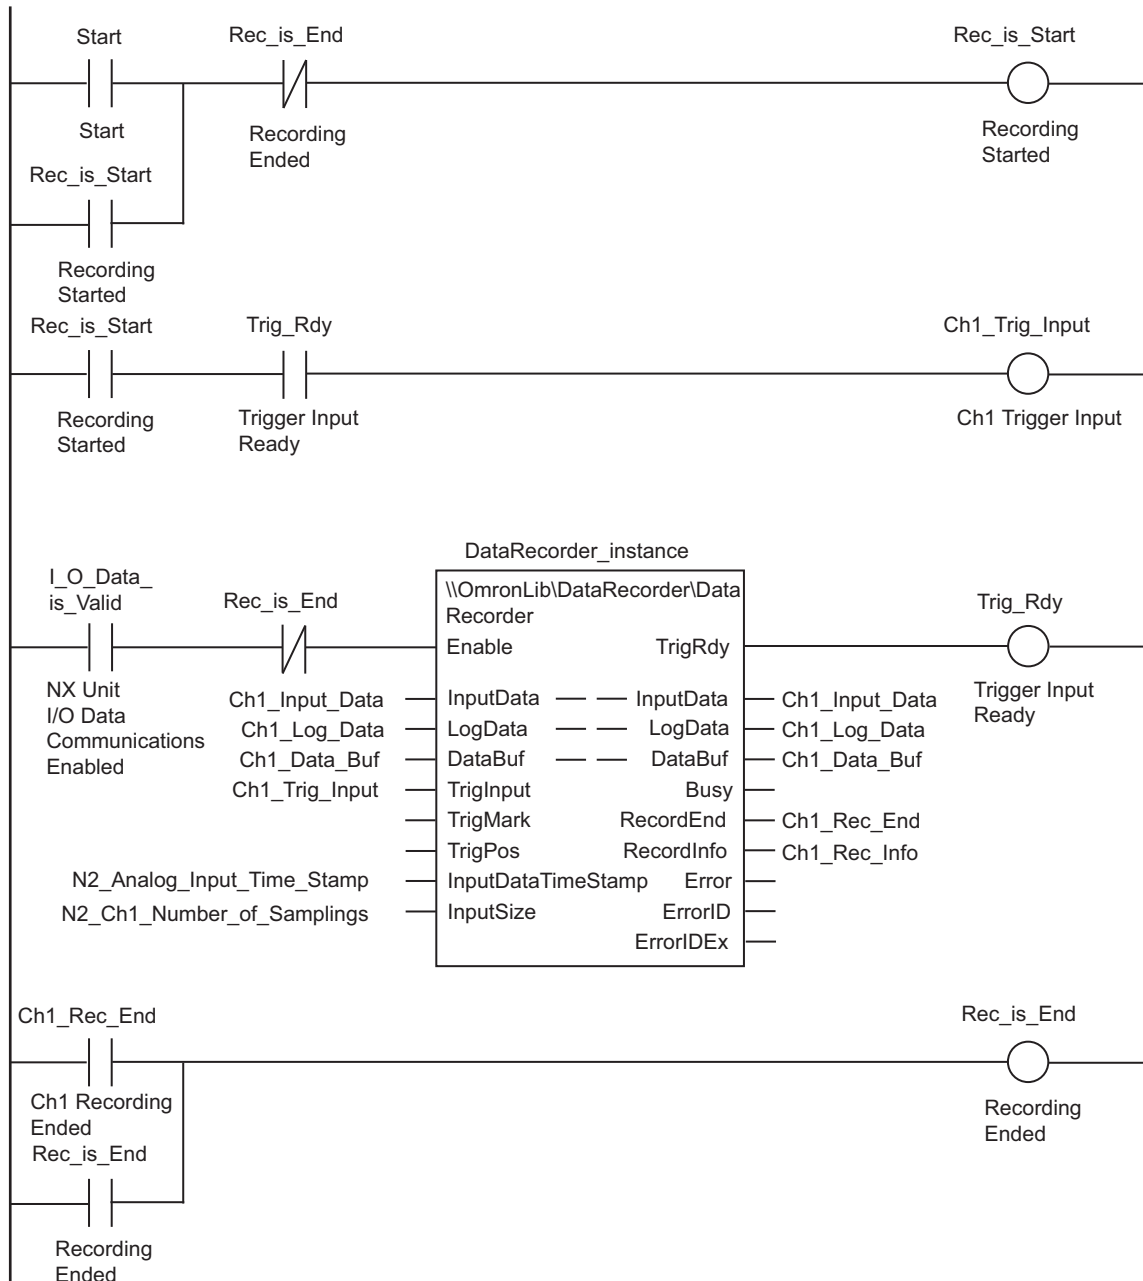 Start
Rec_is_End
Rec_is_Start
Start
Recording
Ended
Recording
Started
Rec_is_Start
Recording
Started
Rec_is_Start
Trig_Rdy
Ch1_Trig_Input
Recording
Started
Trigger Input
Ready
Ch1 Trigger Input
DataRecorder_instance
I_O_Data_
is_Valid
Rec_is_End
\\OmronLib\DataRecorder\Data
Recorder
Trig_Rdy
Enable
TrigRdy
NX Unit
I/O Data
Communications
Enabled
Trigger Input
Ready
Ch1_Input_Data
InputData
InputData
Ch1_Input_Data
Ch1_Log_Data
LogData
LogData
Ch1_Log_Data
Ch1_Data_Buf
DataBuf
DataBuf
Ch1_Data_Buf
Ch1_Trig_Input
TrigInput
Busy
TrigMark
RecordEnd
Ch1_Rec_End
TrigPos
RecordInfo
Ch1_Rec_Info
N2_Analog_Input_Time_Stamp
InputDataTimeStamp
Error
N2_Ch1_Number_of_Samplings
InputSize
ErrorID
ErrorIDEx
Ch1_Rec_End
Rec_is_End
Ch1 Recording
Ended
Recording
Ended
Rec_is_End
Recording
Ended